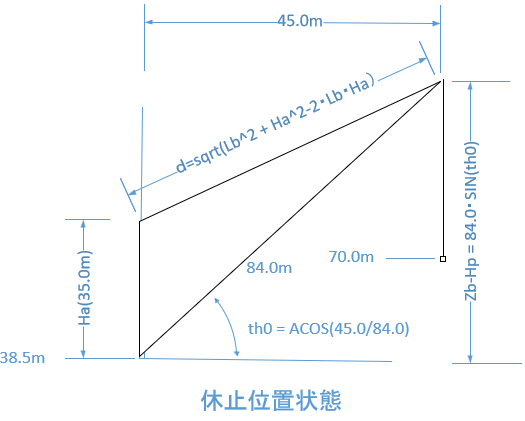 45.0m
d=sqrt(Lb^2 + Ha^2-2・Lb・Ha)
Ha(35.0m)
84.0m
70.0m
Zb-Hp = 84.0・SIN(th0)
th0 = ACOS(45.0/84.0)
38.5m
休止位置状態